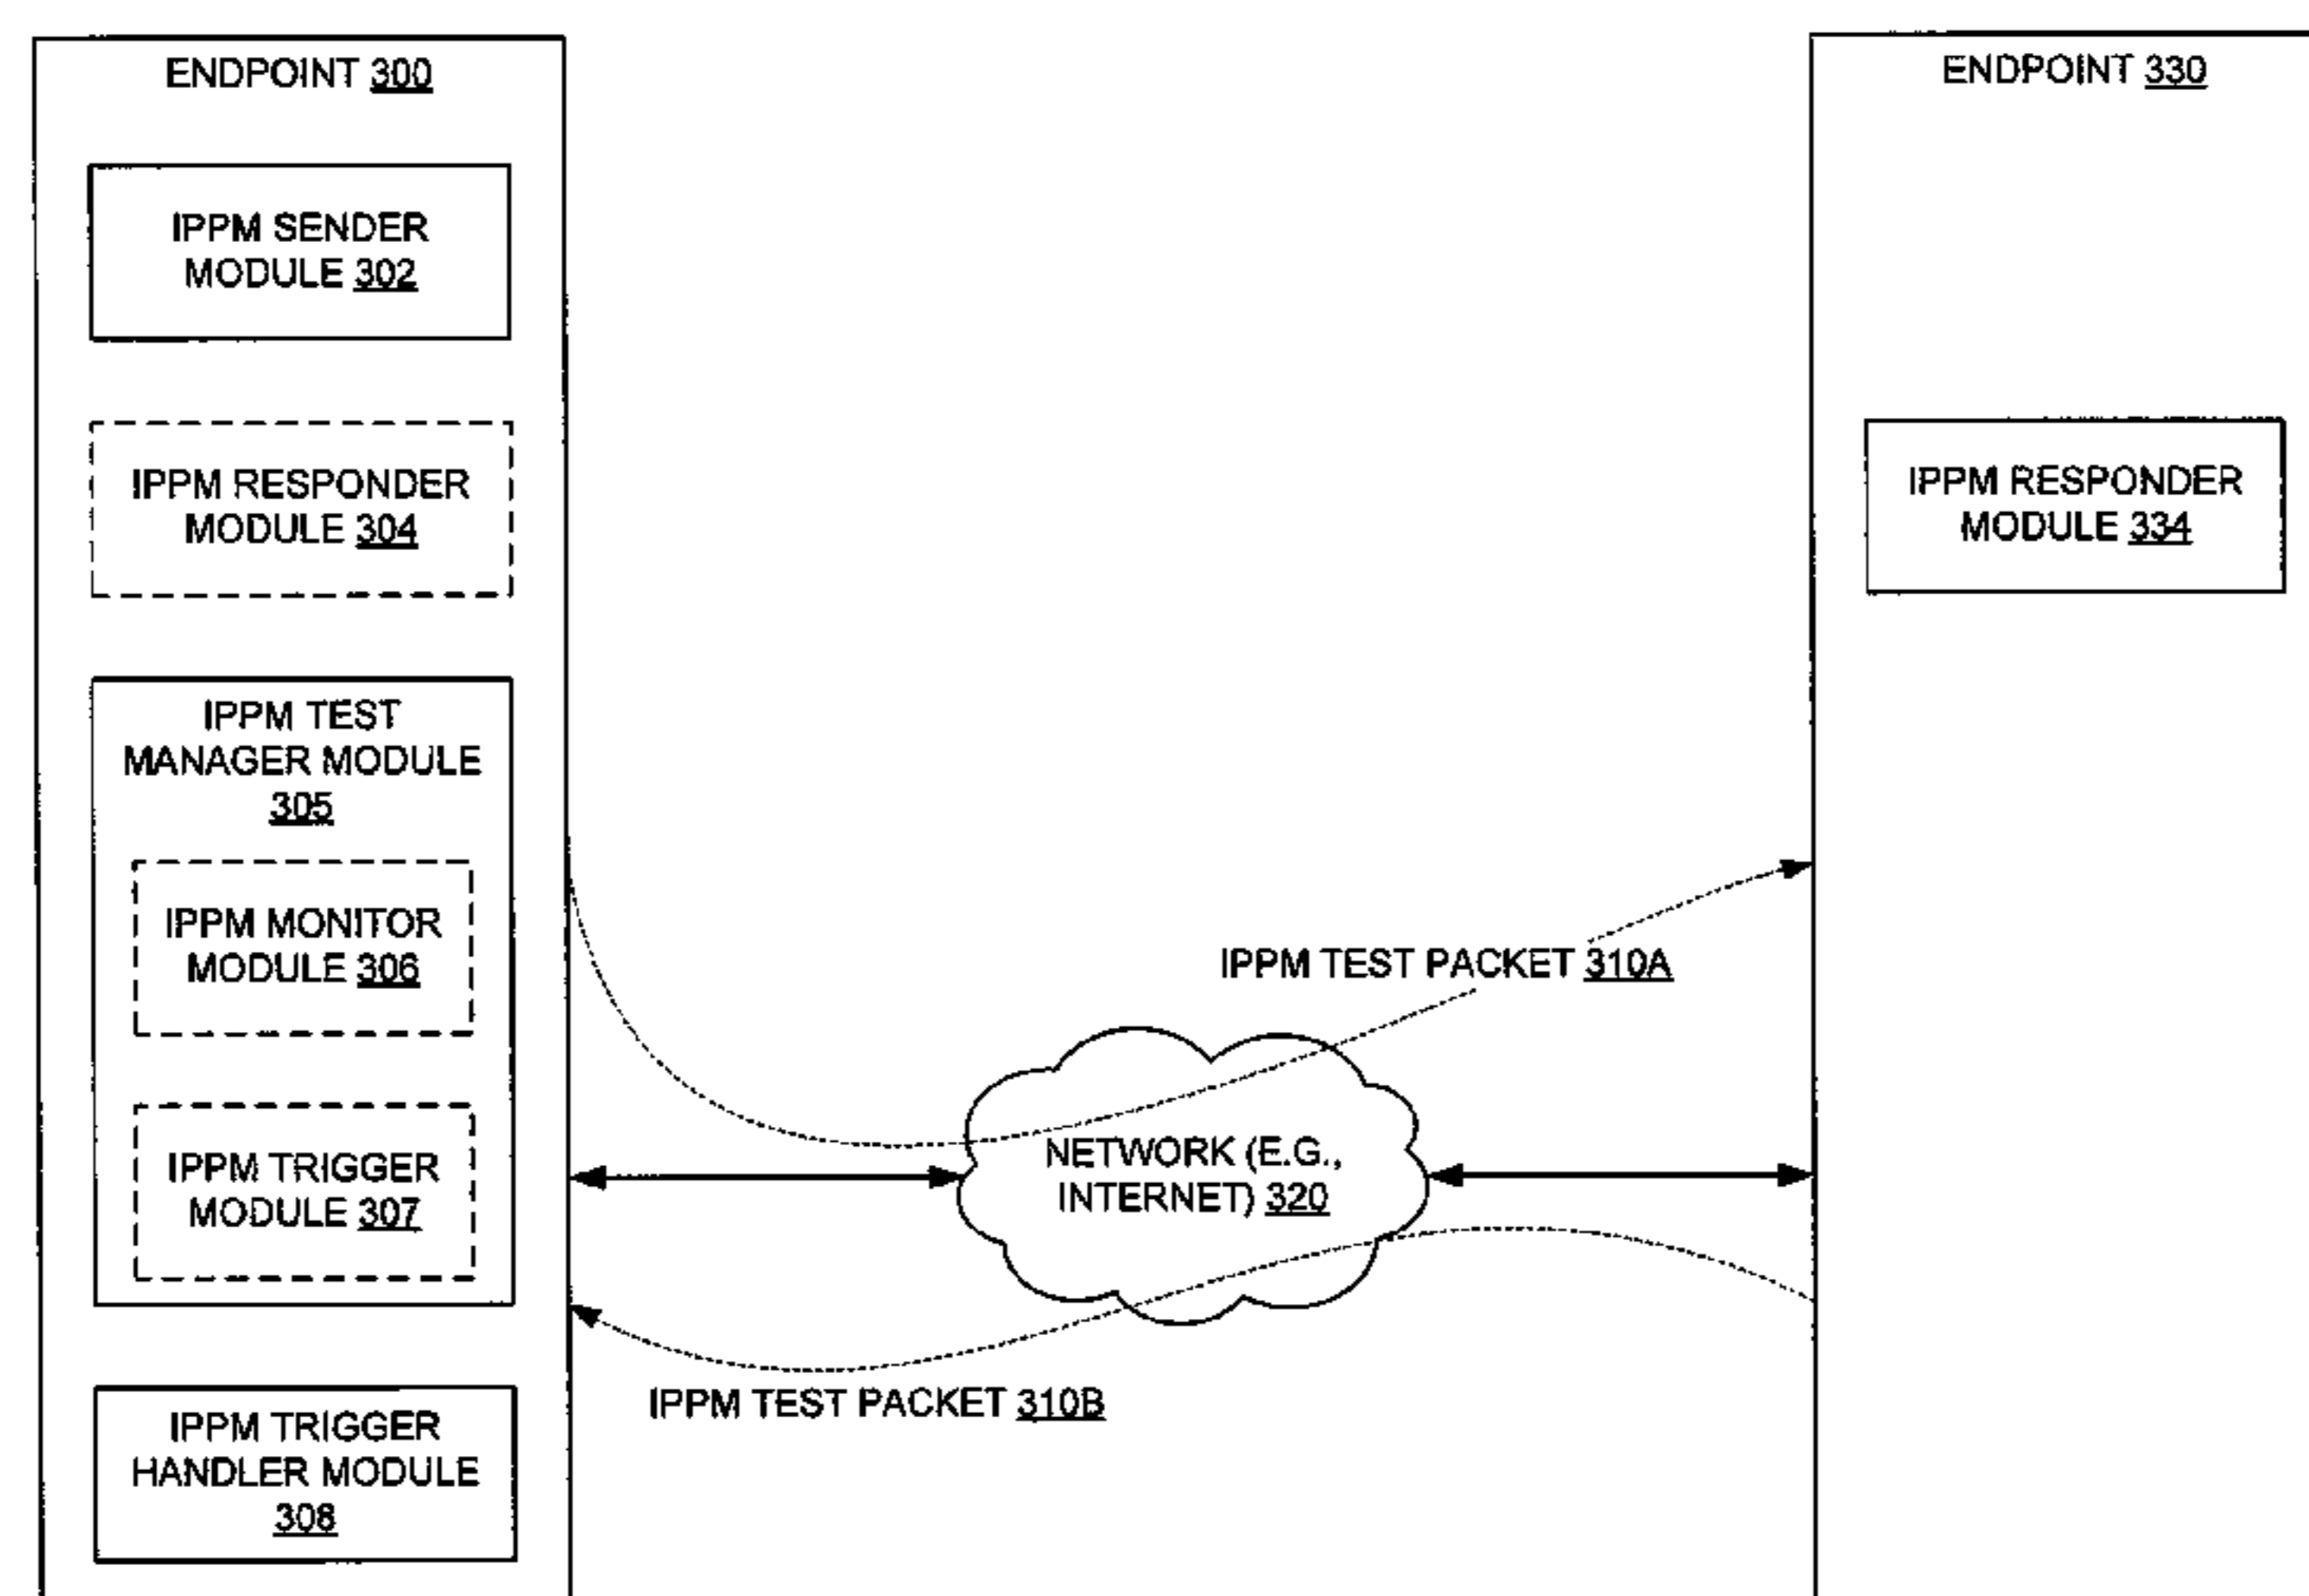 ENDPOINT 300
IPPM SENDER
MODULE 302
IPPM RESPONDER
MODULE 304
IPPM TEST
MANAGER MODULE
305
IPPM MONITOR
MODULE 306
IPPM TRIGGER
MODULE 307
IPPM TRIGGER
HANDLER MODULE
308
IPPM TEST PACKET 310A
NETWORK (E.G.,
INTERNET) 320
IPPM TEST PACKET 310B
ENDPOINT 330
IPPM RESPONDER
MODULE 334